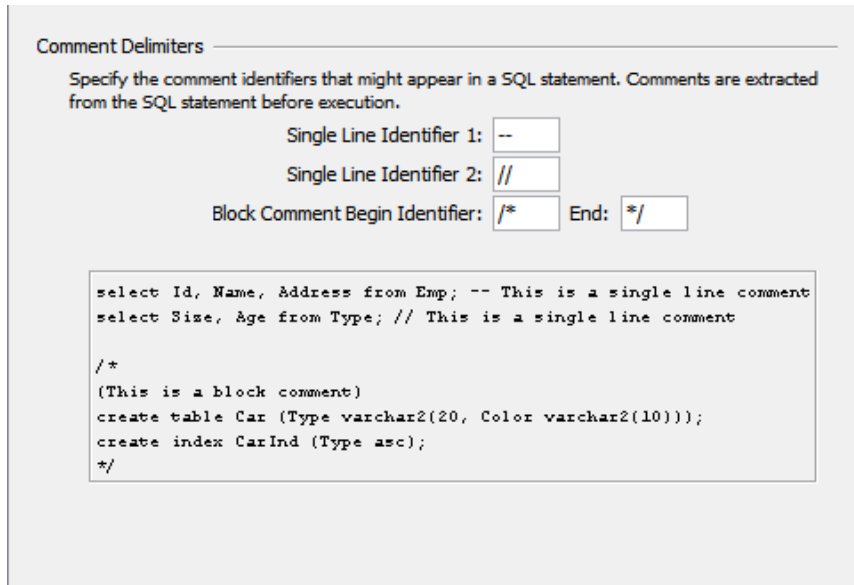 Comment Delimiters
Specify the comment identifiers that might appear in a SQL statement. Comments are extracted
from the SQL statement before execution.
Single Line Identifier 1: --
Single Line Identifier 2: //
Block Comment Begin Identifier: /* End: */
select Id, Name, Address from Emp; -- This is a single line comment
select Size, Age from Type; // This is a single line comment
/*
(This is a block comment)
create table Car (Type varchar2(20, Color varchar2(10)));
create index CarInd (Type asc);
*/